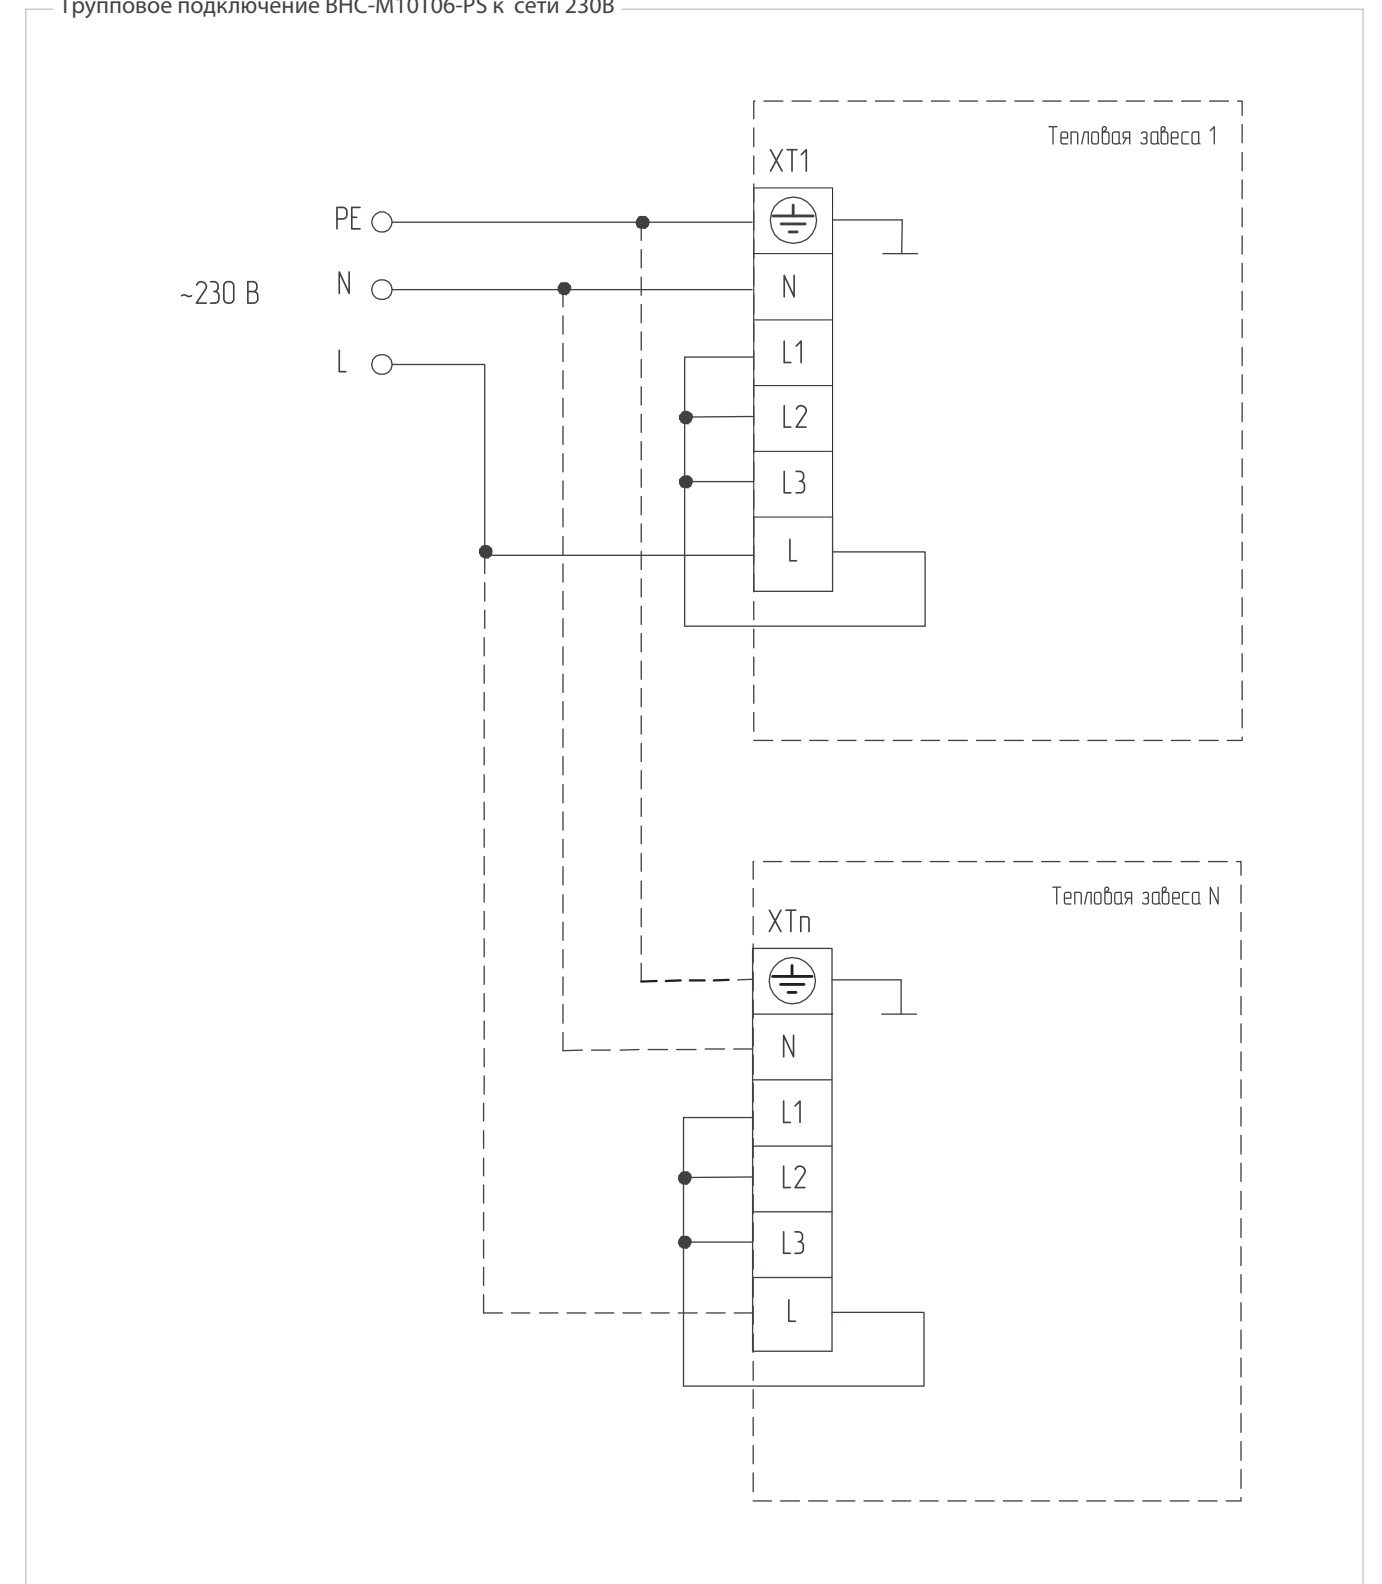 Групповое подключение BHC-M10T06-PS к сети 230В
Тепловая завеса 1
XT1
PE
N
~230 В
L
N
L1
L2
L3
L
Тепловая завеса N
XTn
N
L1
L2
L3
L